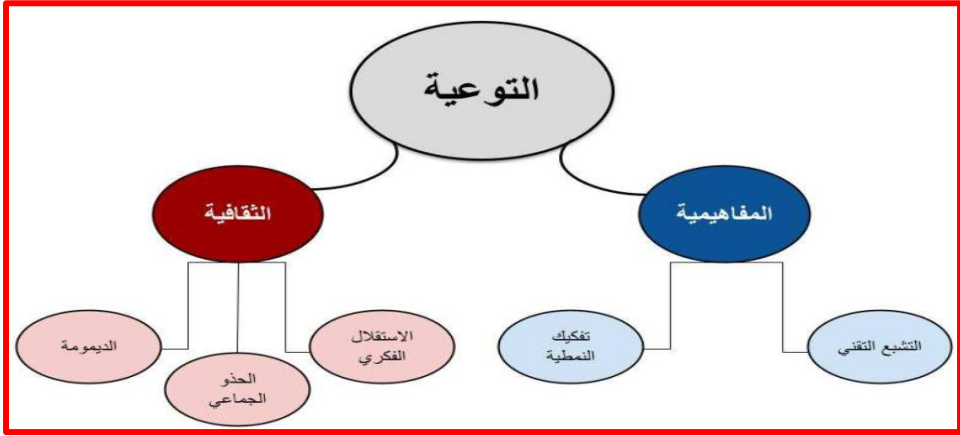 التوعية
المفاهيمية
الثقافية
التشبع التقني
تفكيك
النمطية
الاستقلال
الفكري
الحذو
الجماعي
الديمومة